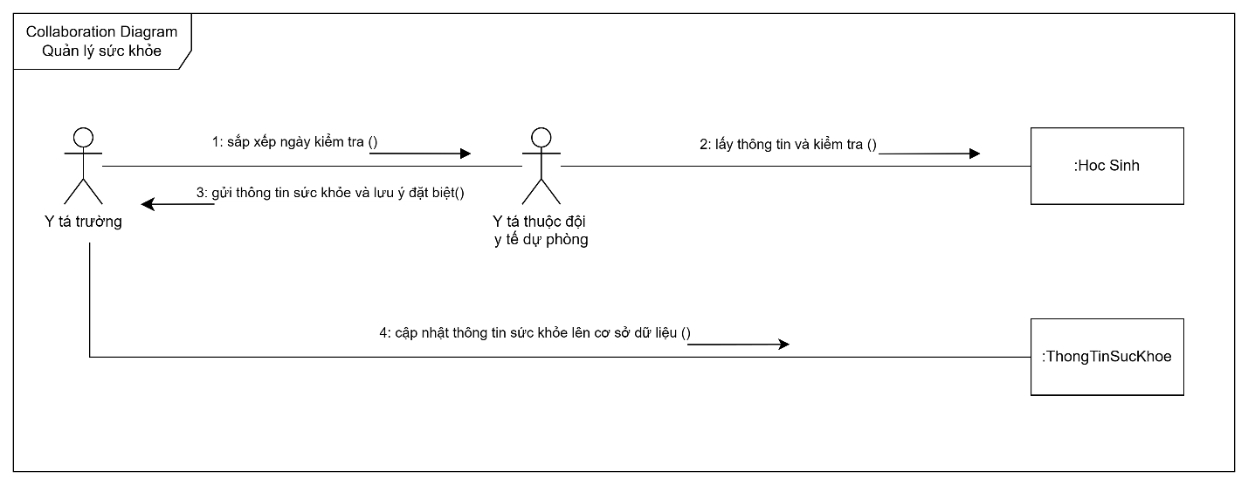 Collaboration Diagram
Quản lý sức khỏe
1: sắp xếp ngày kiểm tra ()
2: lấy thông tin và kiểm tra ()
:Hoc Sinh
3: gửi thông tin sức khỏe và lưu ý đặt biệt()
Y tá trường
Y tá thuộc đội
y tế dự phòng
4: cập nhật thông tin sức khỏe lên cơ sở dữ liệu ()
:ThongTinSucKhoe